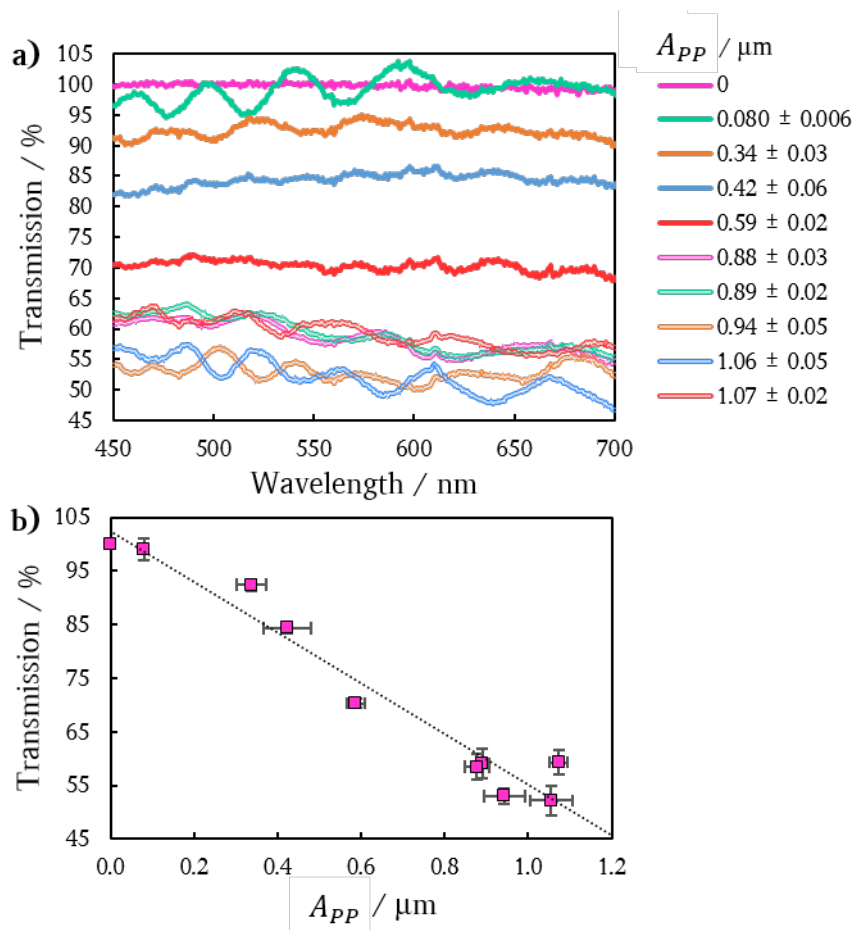 a)
Transmission / %
105
100
95
90
85
80
75
70
65
60
55
50
45
450
500
550
600
650
700
Wavelength / nm
A_PP / μm
0
0.080 ± 0.006
0.34 ± 0.03
0.42 ± 0.06
0.59 ± 0.02
0.88 ± 0.03
0.89 ± 0.02
0.94 ± 0.05
1.06 ± 0.05
1.07 ± 0.02
b)
Transmission / %
105
95
85
75
65
55
45
0.0
0.2
0.4
0.6
0.8
1.0
1.2
A_PP / μm